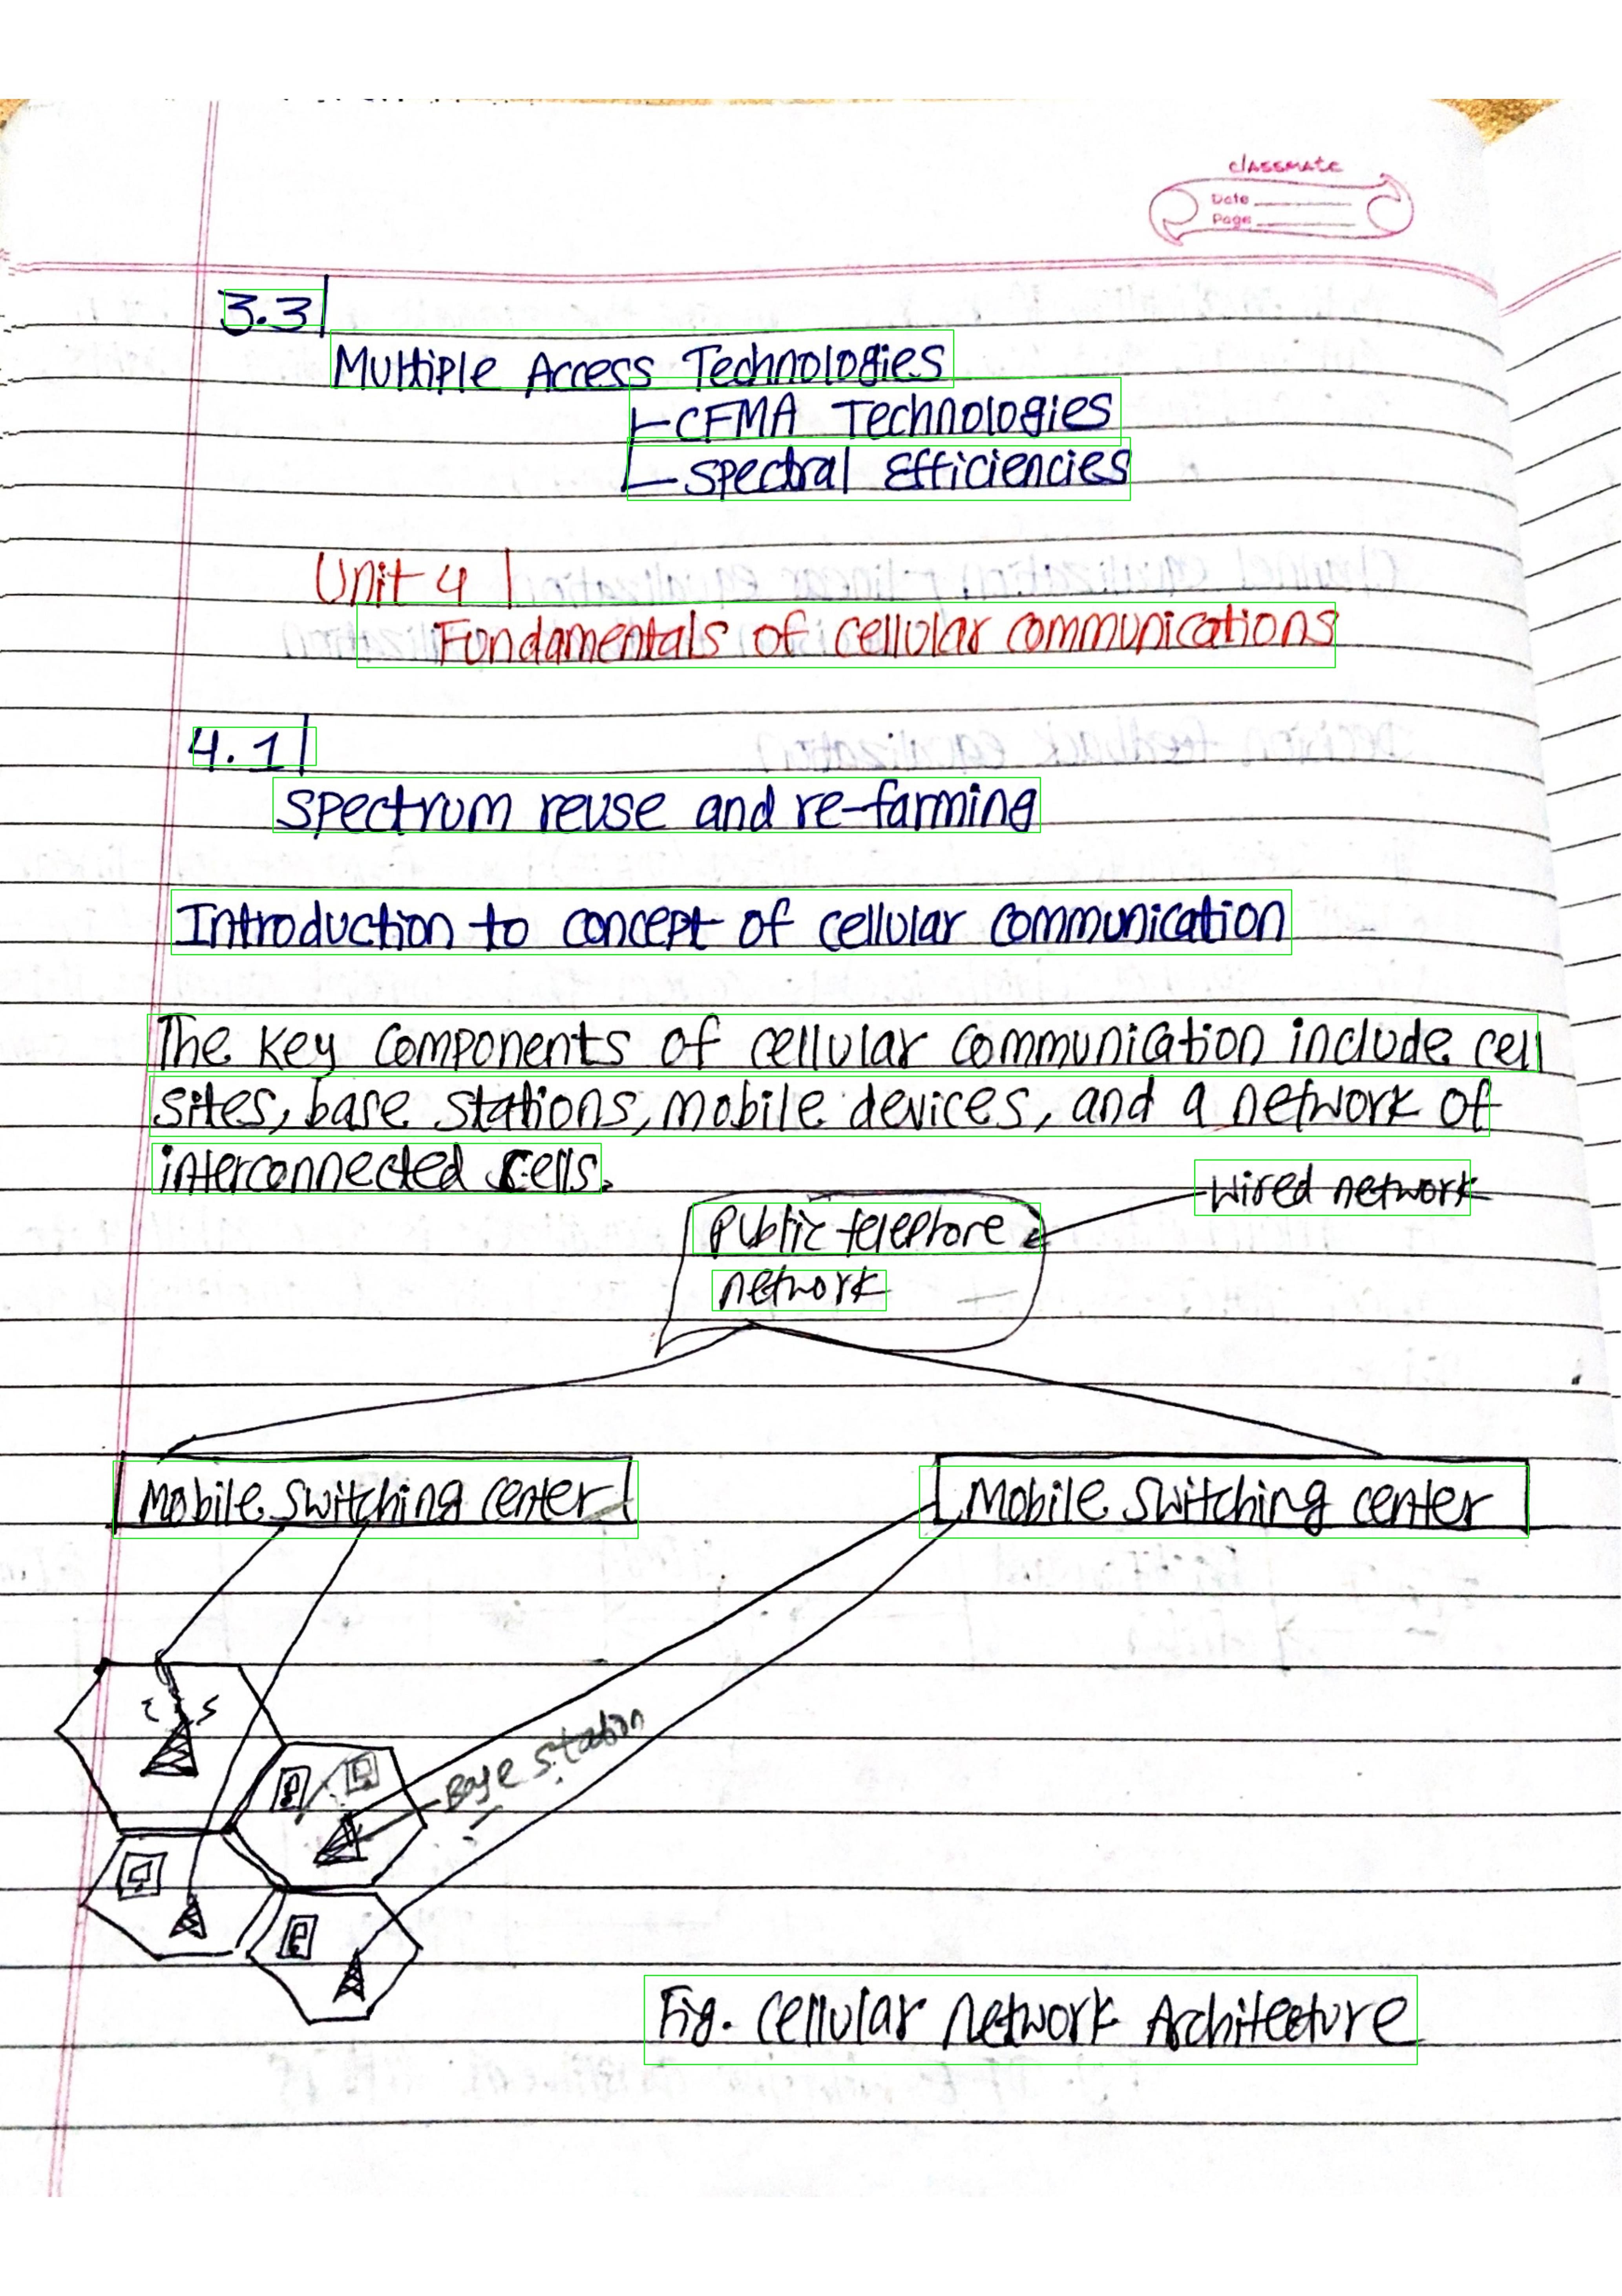 classmate
Date
Page
3.3
Multiple Access Technologies
CFMA Technologies
Spectral Efficiencies
Unit 4
Fundamentals of cellular communications
4.1
Spectrum reuse and re-farming
Introduction to concept of cellular communication
The key components of cellular communication include cell
sites, base stations, mobile devices, and a network of
interconnected cells.
Wired network
Public telephone
network
Mobile switching center
Mobile switching center
Base station
Fig. Cellular Network Architecture